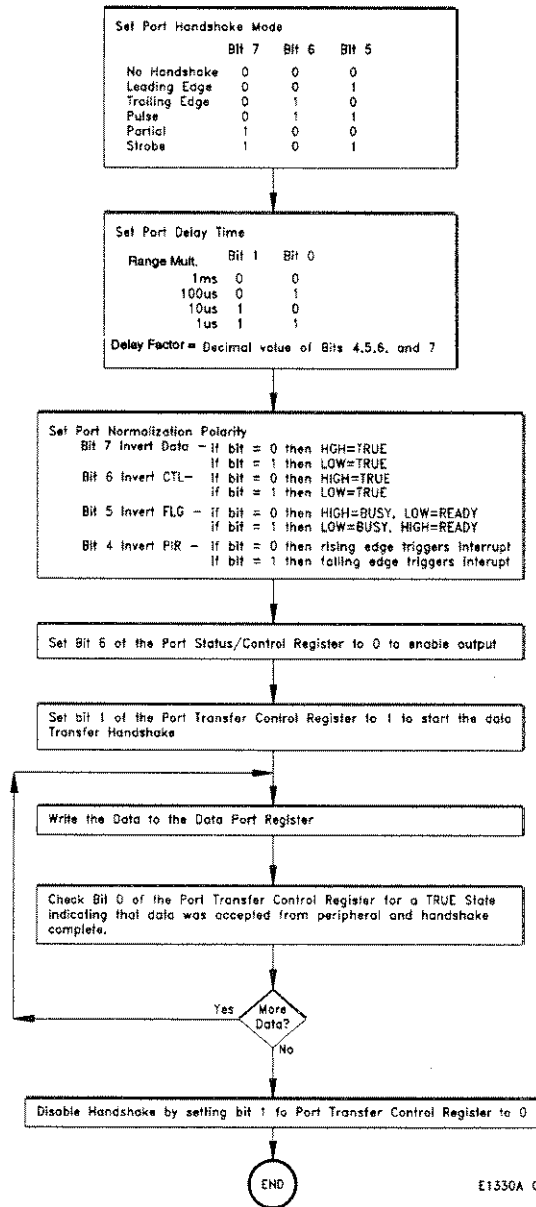 Set Port Handshake Mode
Bit 7 Bit 6 Bit 5
No Handshake 0 0 0
Leading Edge 0 0 1
Trailing Edge 0 1 0
Pulse 0 1 1
Partial 1 0 0
Strobe 1 0 1
Set Port Delay Time
Range Mult. Bit 1 Bit 0
1ms 0 0
100us 0 1
10us 1 0
1us 1 1
Delay Factor = Decimal value of Bits 4,5,6, and 7
Set Port Normalization Polarity
Bit 7 Invert Data – if bit = 0 then HGH=TRUE
if bit = 1 then LOW=TRUE
Bit 6 Invert CTL– if bit = 0 then HIGH=TRUE
if bit = 1 then LOW=TRUE
Bit 5 Invert FLG – if bit = 0 then HIGH=BUSY, LOW=READY
if bit = 1 then LOW=BUSY, HIGH=READY
Bit 4 Invert PIR – if bit = 0 then rising edge triggers interrupt
if bit = 1 then falling edge triggers interupt
Set Bit 6 of the Port Status/Control Register to 0 to enable output
Set bit 1 of the Port Transfer Control Register to 1 to start the data
Transfer Handshake
Write the Data to the Data Port Register
Check Bit 0 of the Port Transfer Control Register for a TRUE State
indicating that data was accepted from peripheral and handshake
complete.
Yes
More
Data?
No
Disable Handshake by setting bit 1 fo Port Transfer Control Register to 0
END
E1330A